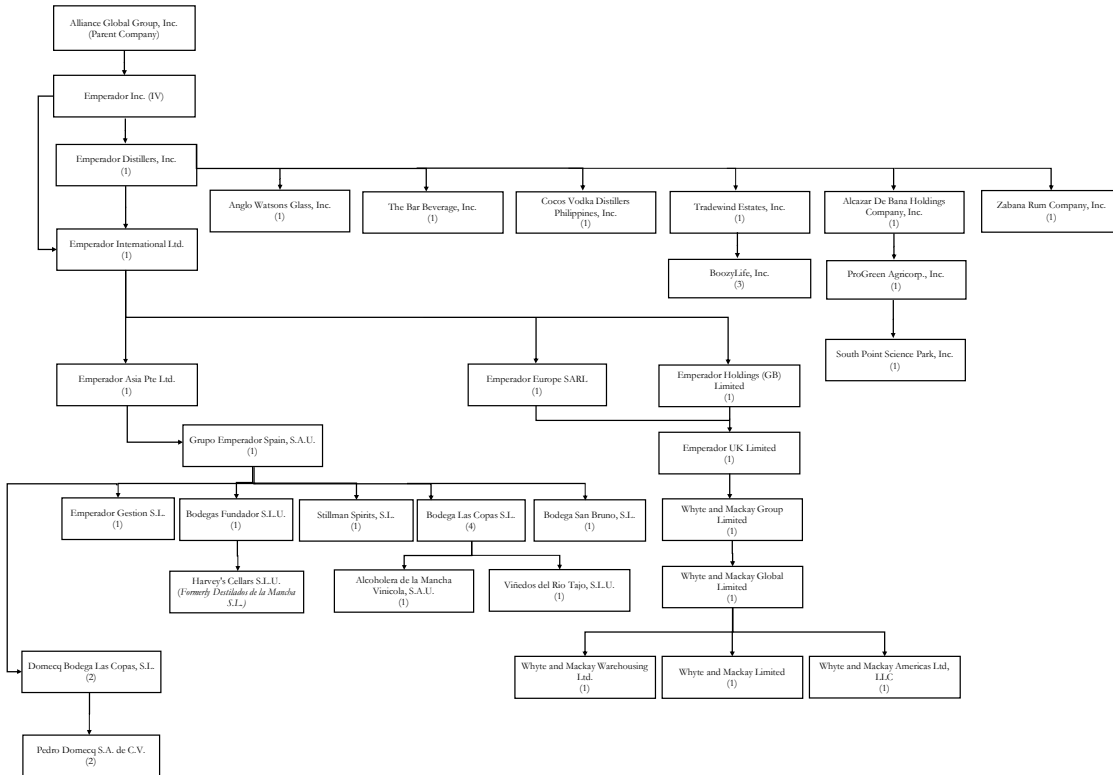 Alliance Global Group, Inc.
(Parent Company)
Emperador Inc. (IV)
Emperador Distillers, Inc.
(1)
Anglo Watsons Glass, Inc.
(1)
The Bar Beverage, Inc.
(1)
Cocos Vodka Distillers
Philippines, Inc.
(1)
Tradewind Estates, Inc.
(1)
Alcazar De Bana Holdings
Company, Inc.
(1)
Zabana Rum Company, Inc.
(1)
Emperador International Ltd.
(1)
BoozyLife, Inc.
(3)
ProGreen Agricorp., Inc.
(1)
South Point Science Park, Inc.
(1)
Emperador Asia Pte Ltd.
(1)
Emperador Europe SARL
(1)
Emperador Holdings (GB)
Limited
(1)
Grupo Emperador Spain, S.A.U.
(1)
Emperador UK Limited
(1)
Emperador Gestion S.L.
(1)
Bodegas Fundador S.L.U.
(1)
Stillman Spirits, S.L.
(1)
Bodega Las Copas S.L.
(4)
Bodega San Bruno, S.L.
(1)
Whyte and Mackay Group
Limited
(1)
Harvey's Cellars S.L.U.
(Formerly Destilados de la Mancha
S.L.)
Alcoholera de la Mancha
Vinicola, S.A.U.
(1)
Viñedos del Rio Tajo, S.L.U.
(1)
Whyte and Mackay Global
Limited
(1)
Domecq Bodega Las Copas, S.L.
(2)
Whyte and Mackay Warehousing
Ltd.
(1)
Whyte and Mackay Limited
(1)
Whyte and Mackay Americas Ltd,
LLC
(1)
Pedro Domecq S.A. de C.V.
(2)